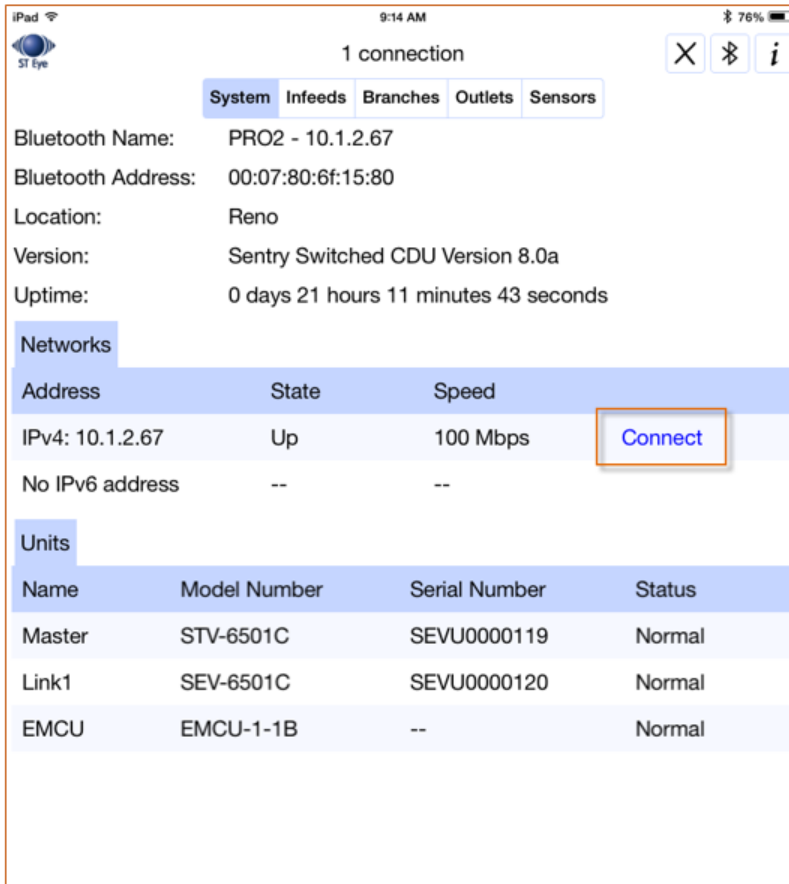 iPad 9:14 AM 76%
ST Eye
1 connection
X i
System Infeeds Branches Outlets Sensors
Bluetooth Name: PRO2 - 10.1.2.67
Bluetooth Address: 00:07:80:6f:15:80
Location: Reno
Version: Sentry Switched CDU Version 8.0a
Uptime: 0 days 21 hours 11 minutes 43 seconds
Networks
Address State Speed
IPv4: 10.1.2.67 Up 100 Mbps Connect
No IPv6 address -- --
Units
Name Model Number Serial Number Status
Master STV-6501C SEVU0000119 Normal
Link1 SEV-6501C SEVU0000120 Normal
EMCU EMCU-1-1B -- Normal